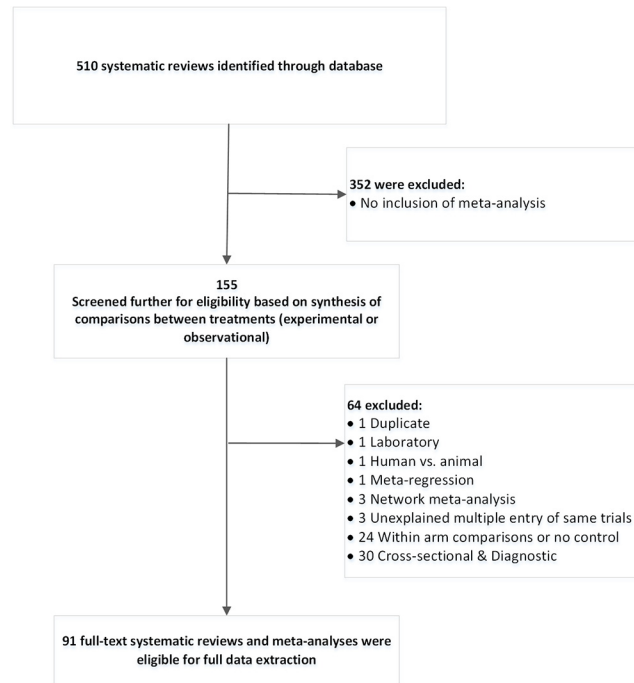 510 systematic reviews identified through database
352 were excluded:
● No inclusion of meta-analysis
155
Screened further for eligibility based on synthesis of
comparisons between treatments (experimental or
observational)
64 excluded:
● 1 Duplicate
● 1 Laboratory
● 1 Human vs. animal
● 1 Meta-regression
● 3 Network meta-analysis
● 3 Unexplained multiple entry of same trials
● 24 Within arm comparisons or no control
● 30 Cross-sectional & Diagnostic
91 full-text systematic reviews and meta-analyses were
eligible for full data extraction